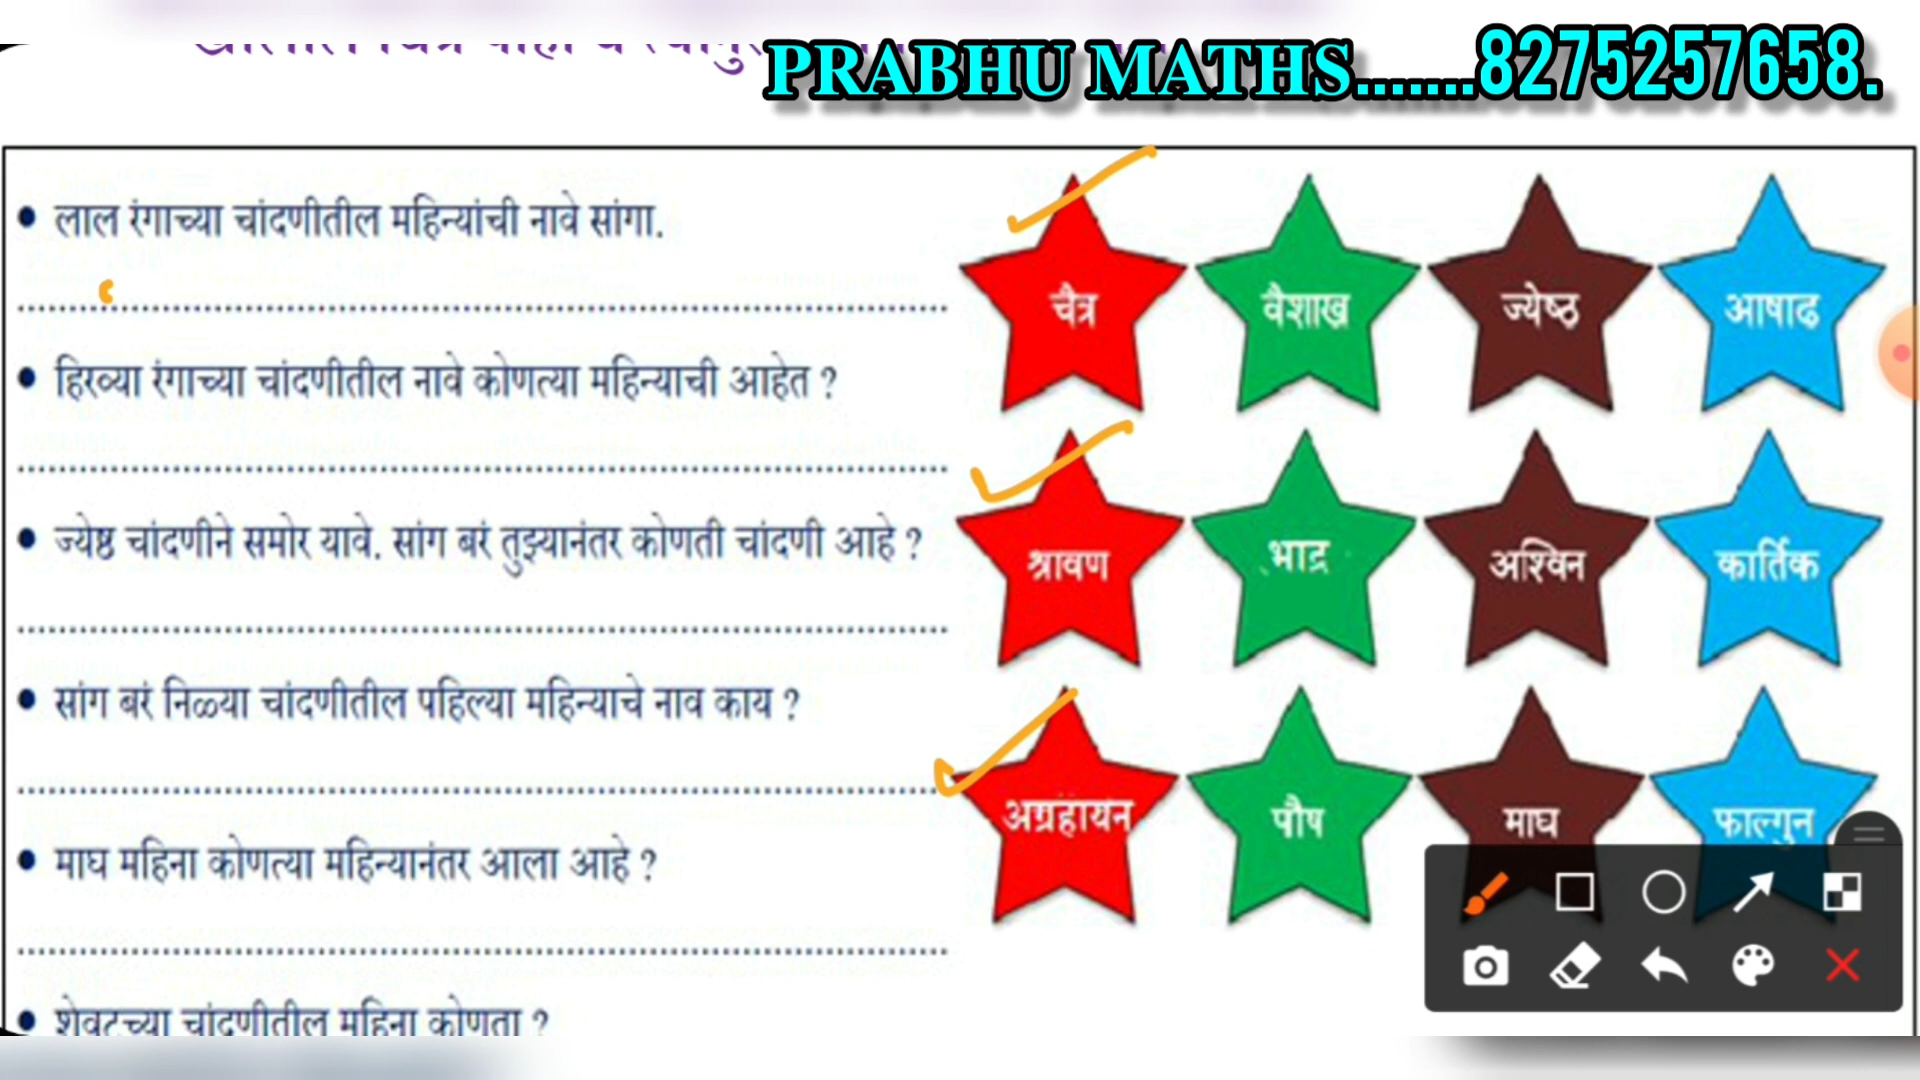 PRABHU MATHS.......8275257658.
• लाल रंगाच्या चांदणीतील महिन्यांची नावे सांगा.
• हिरव्या रंगाच्या चांदणीतील नावे कोणत्या महिन्याची आहेत ?
• ज्येष्ठ चांदणीने समोर यावे. सांग बरं तुझ्यानंतर कोणती चांदणी आहे ?
• सांग बरं निळ्या चांदणीतील पहिल्या महिन्याचे नाव काय ?
• माघ महिना कोणत्या महिन्यानंतर आला आहे ?
• शेवटच्या चांदणीतील महिना कोणता ?
चैत्र वैशाख ज्येष्ठ आषाढ
श्रावण भाद्र अश्विन कार्तिक
अग्रहायन पौष माघ फाल्गुन